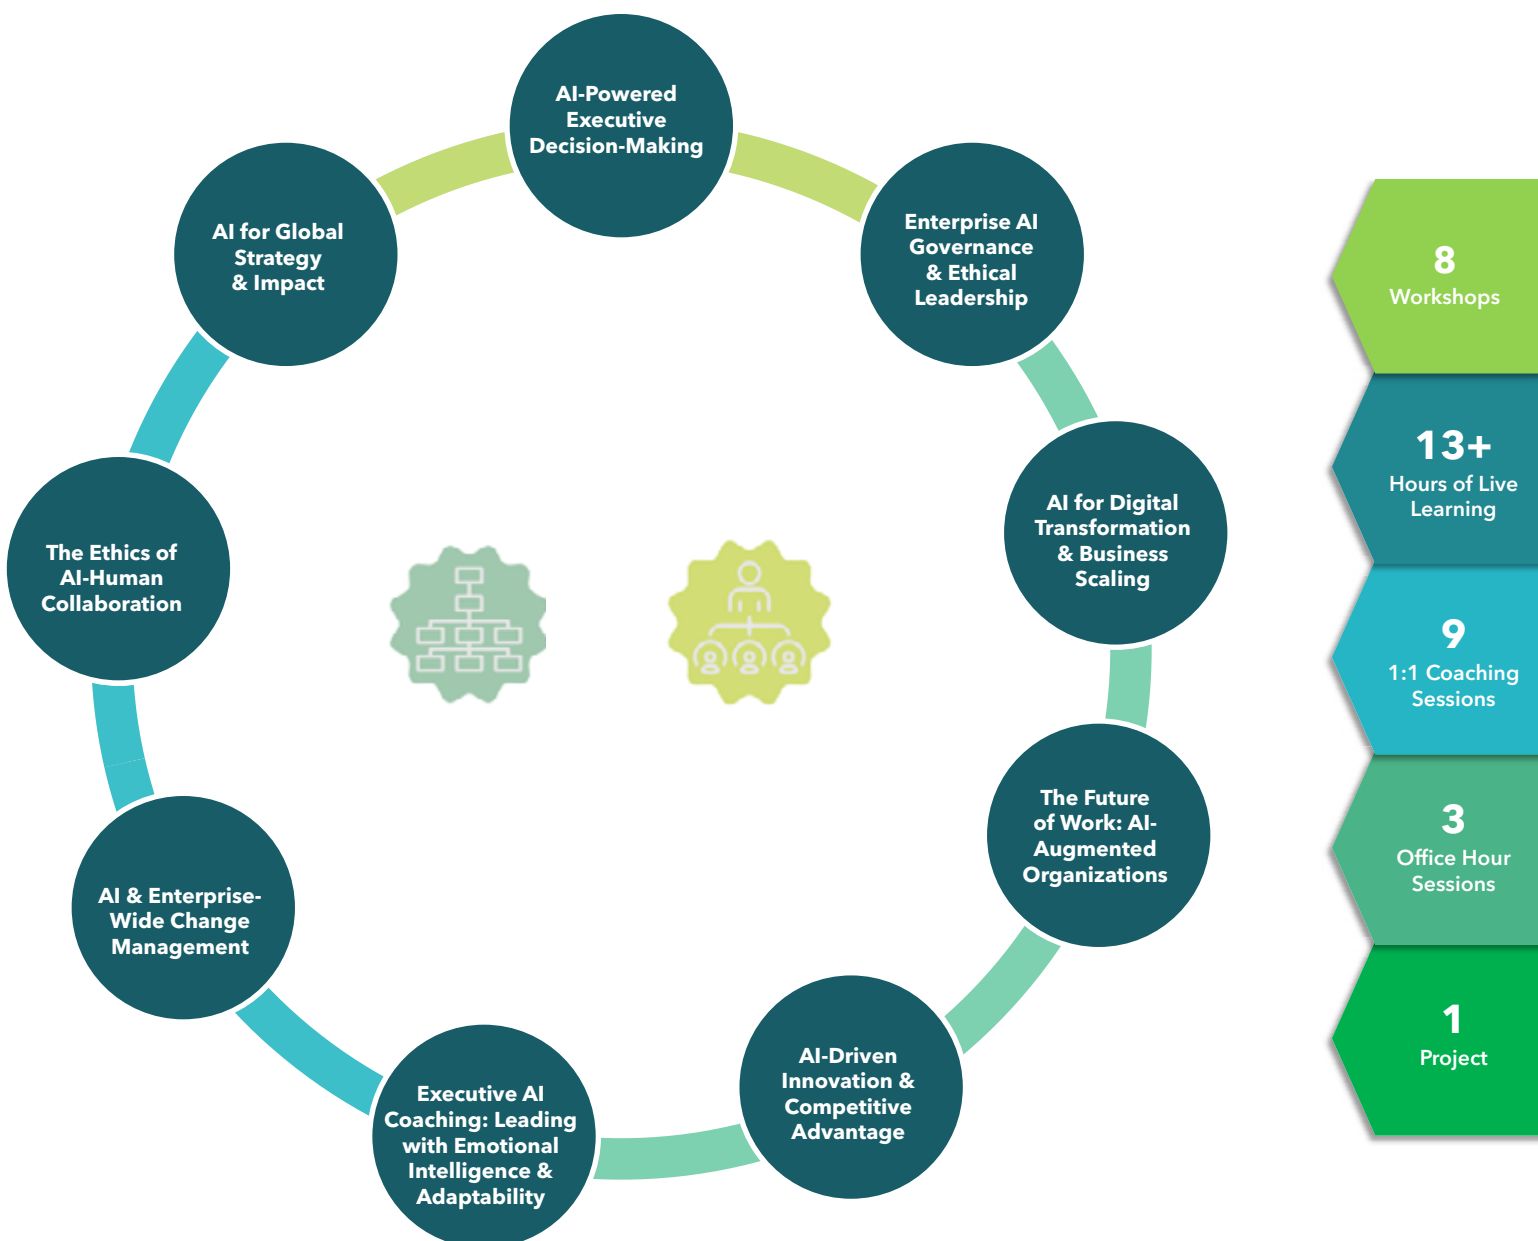 AI-Powered
Executive
Decision-Making
Enterprise AI
Governance
& Ethical
Leadership
AI for Digital
Transformation
& Business
Scaling
The Future
of Work: AI-
Augmented
Organizations
AI-Driven
Innovation &
Competitive
Advantage
Executive AI
Coaching: Leading
with Emotional
Intelligence &
Adaptability
AI & Enterprise-
Wide Change
Management
The Ethics of
AI-Human
Collaboration
AI for Global
Strategy
& Impact
8
Workshops
13+
Hours of Live
Learning
9
1:1 Coaching
Sessions
3
Office Hour
Sessions
1
Project